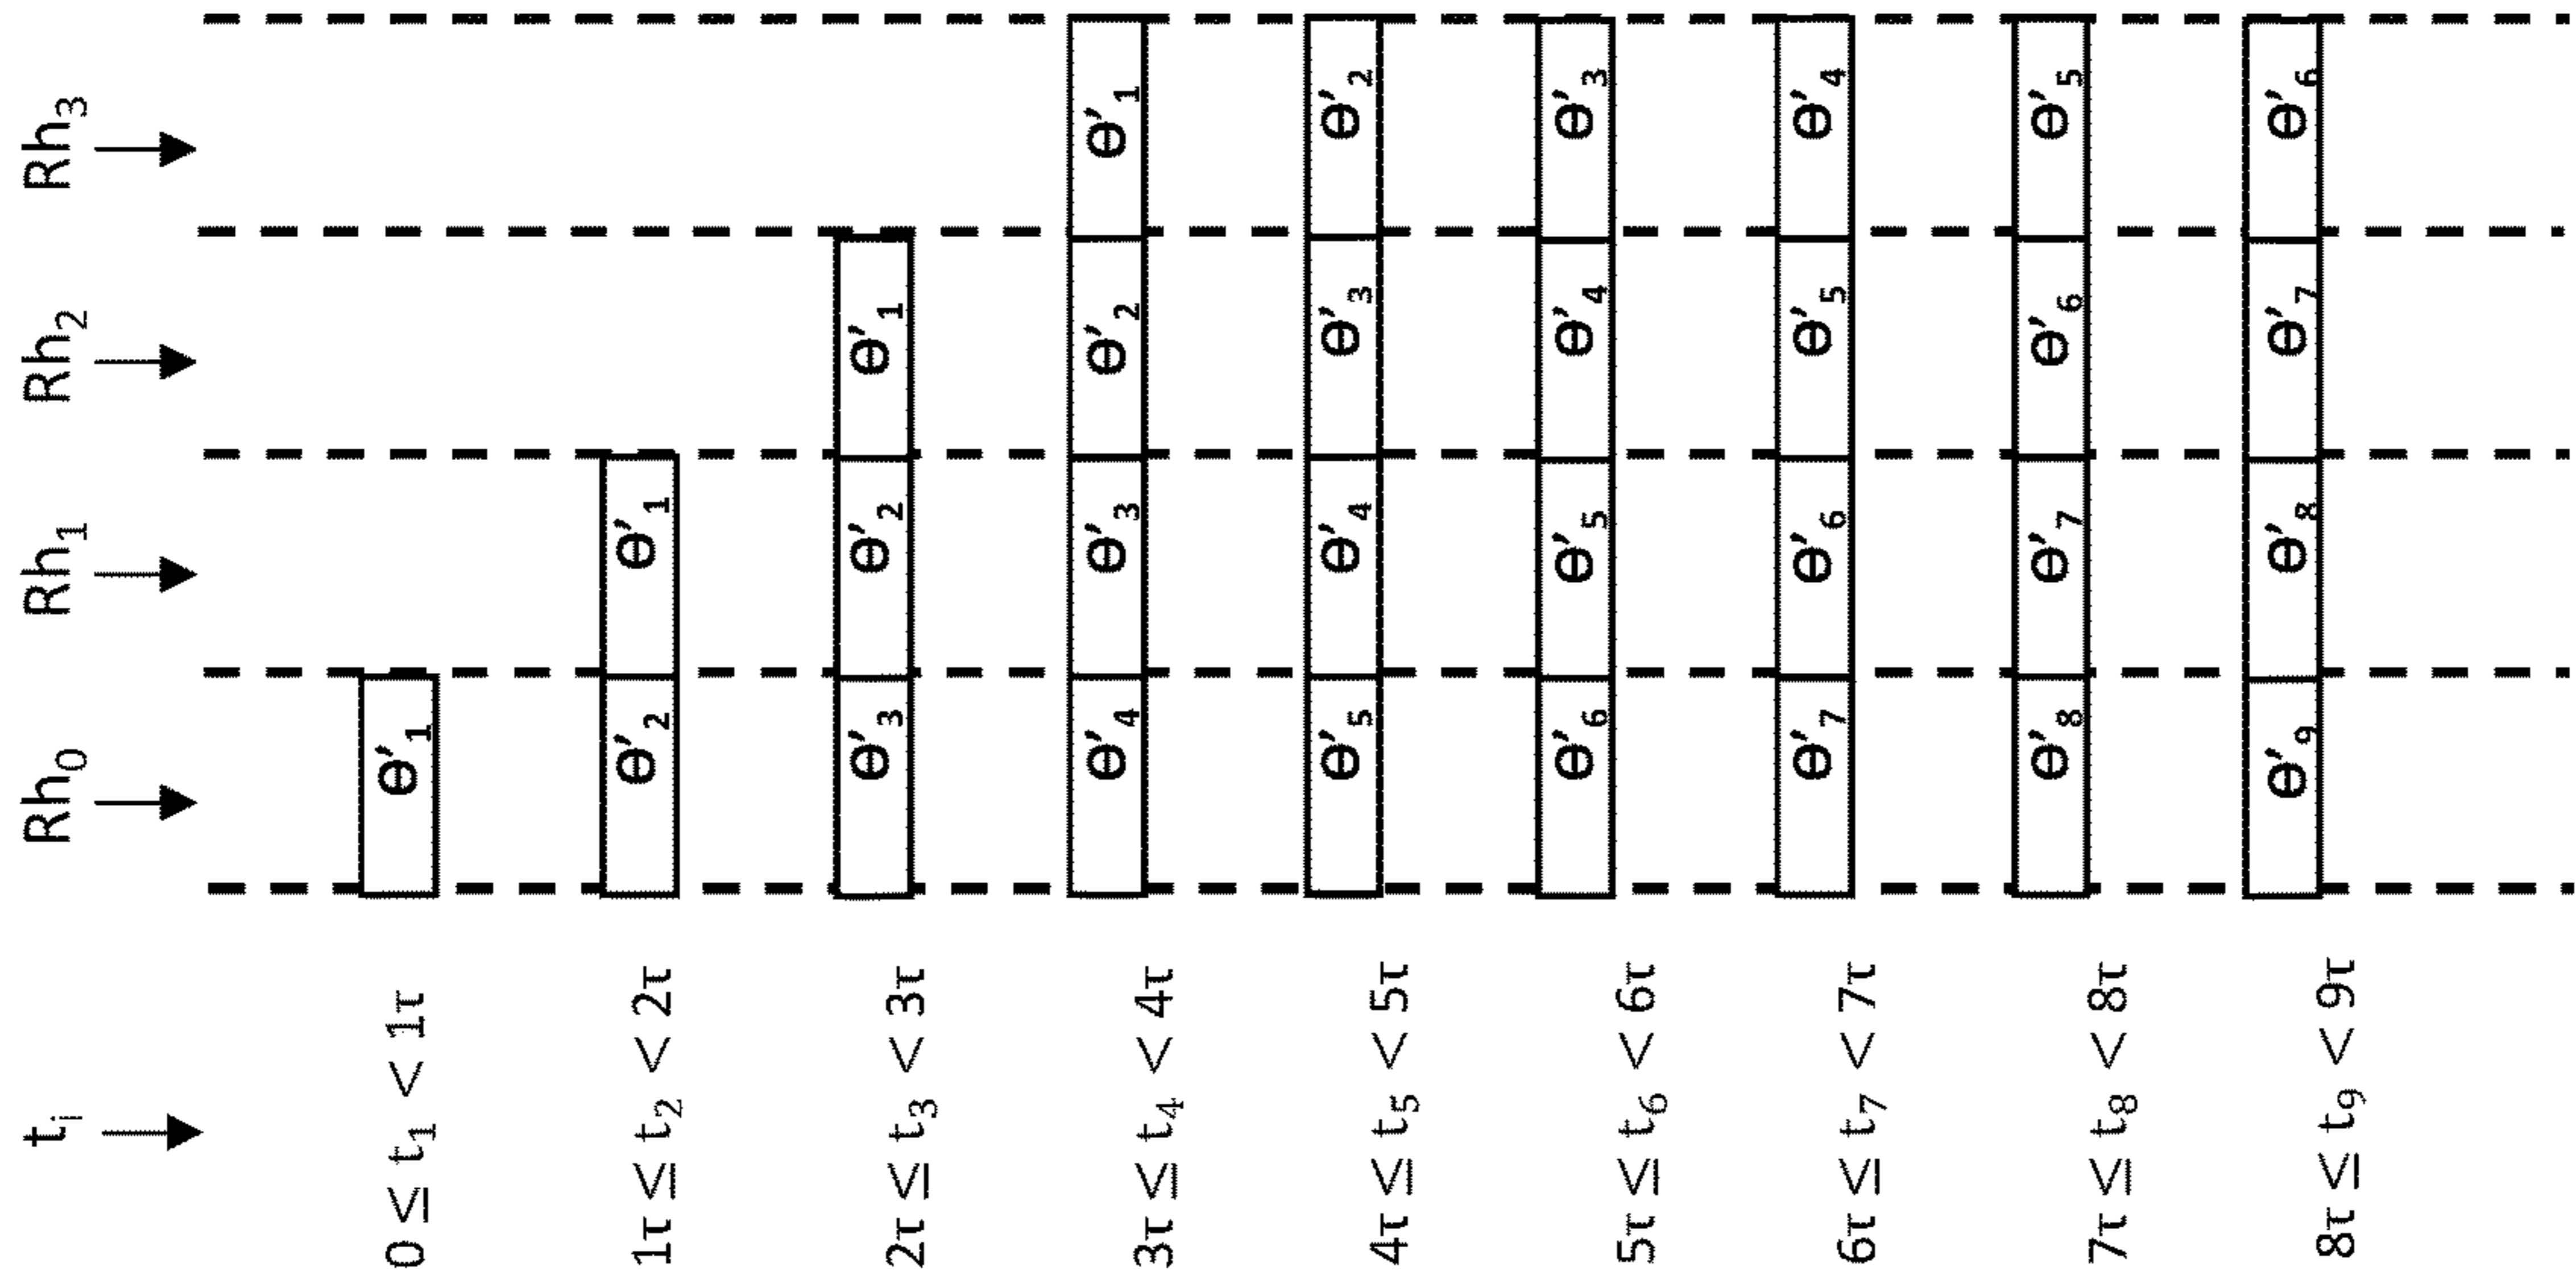 tᵢ Rh₀ Rh₁ Rh₂ Rh₃
0 ≤ t₁ < 1τ ɵ′₁
1τ ≤ t₂ < 2τ ɵ′₂ ɵ′₁
2τ ≤ t₃ < 3τ ɵ′₃ ɵ′₂ ɵ′₁
3τ ≤ t₄ < 4τ ɵ′₄ ɵ′₃ ɵ′₂ ɵ′₁
4τ ≤ t₅ < 5τ ɵ′₅ ɵ′₄ ɵ′₃ ɵ′₂
5τ ≤ t₆ < 6τ ɵ′₆ ɵ′₅ ɵ′₄ ɵ′₃
6τ ≤ t₇ < 7τ ɵ′₇ ɵ′₆ ɵ′₅ ɵ′₄
7τ ≤ t₈ < 8τ ɵ′₈ ɵ′₇ ɵ′₆ ɵ′₅
8τ ≤ t₉ < 9τ ɵ′₉ ɵ′₈ ɵ′₇ ɵ′₆